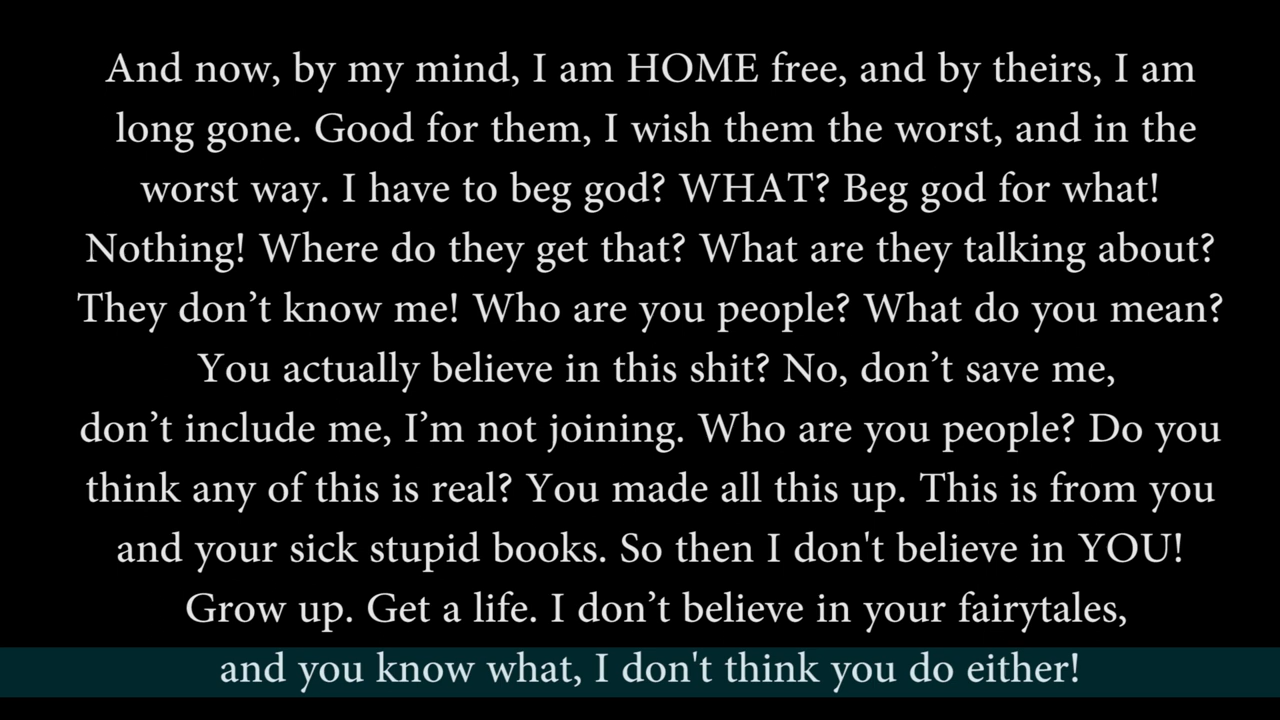 And now, by my mind, I am HOME free, and by theirs, I am
long gone. Good for them, I wish them the worst, and in the
worst way. I have to beg god? WHAT? Beg god for what!
Nothing! Where do they get that? What are they talking about?
They don’t know me! Who are you people? What do you mean?
You actually believe in this shit? No, don’t save me,
don’t include me, I’m not joining. Who are you people? Do you
think any of this is real? You made all this up. This is from you
and your sick stupid books. So then I don't believe in YOU!
Grow up. Get a life. I don’t believe in your fairytales,
and you know what, I don't think you do either!